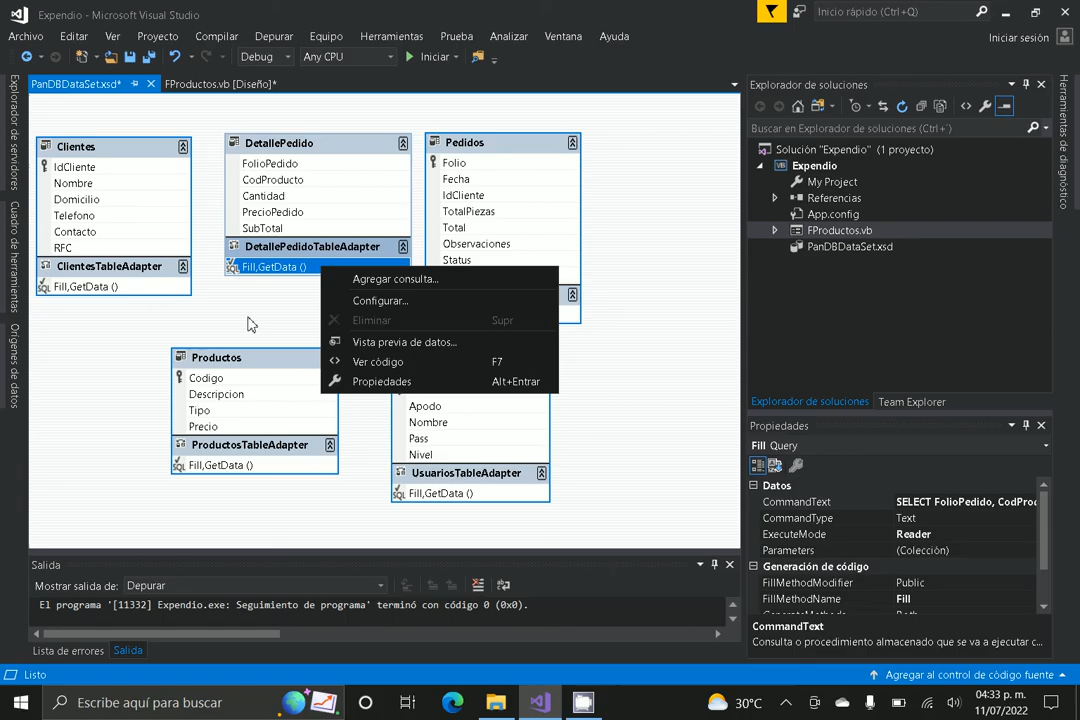 Expendio - Microsoft Visual Studio
Inicio rápido (Ctrl+Q)
Archivo Editar Ver Proyecto Compilar Depurar Equipo Herramientas Prueba Analizar Ventana Ayuda
Iniciar sesión
Debug Any CPU Iniciar
PanDBDataSet.xsd* FProductos.vb [Diseño]*
Explorador de servidores
Cuadro de herramientas
Orígenes de datos
Clientes
IdCliente
Nombre
Domicilio
Telefono
Contacto
RFC
ClientesTableAdapter
Fill,GetData ()
DetallePedido
FolioPedido
CodProducto
Cantidad
PrecioPedido
SubTotal
DetallePedidoTableAdapter
Fill,GetData ()
Pedidos
Folio
Fecha
IdCliente
TotalPiezas
Total
Observaciones
Status
Agregar consulta...
Configurar...
Eliminar Supr
Vista previa de datos...
Ver código F7
Propiedades Alt+Entrar
Productos
Codigo
Descripcion
Tipo
Precio
ProductosTableAdapter
Fill,GetData ()
Apodo
Nombre
Pass
Nivel
UsuariosTableAdapter
Fill,GetData ()
Explorador de soluciones
Buscar en Explorador de soluciones (Ctrl+´)
Solución "Expendio" (1 proyecto)
VB Expendio
My Project
Referencias
App.config
FProductos.vb
PanDBDataSet.xsd
Explorador de soluciones Team Explorer
Herramientas de diagnóstico
Propiedades
Fill Query
Datos
CommandText SELECT FolioPedido, CodProd
CommandType Text
ExecuteMode Reader
Parameters (Colección)
Generación de código
FillMethodModifier Public
FillMethodName Fill
CommandText
Consulta o procedimiento almacenado que se va a ejecutar c...
Salida
Mostrar salida de: Depurar
El programa '[11332] Expendio.exe: Seguimiento de programa' terminó con código 0 (0x0).
Lista de errores Salida
Listo
Agregar al control de código fuente
Escribe aquí para buscar
30°C
04:33 p. m.
11/07/2022